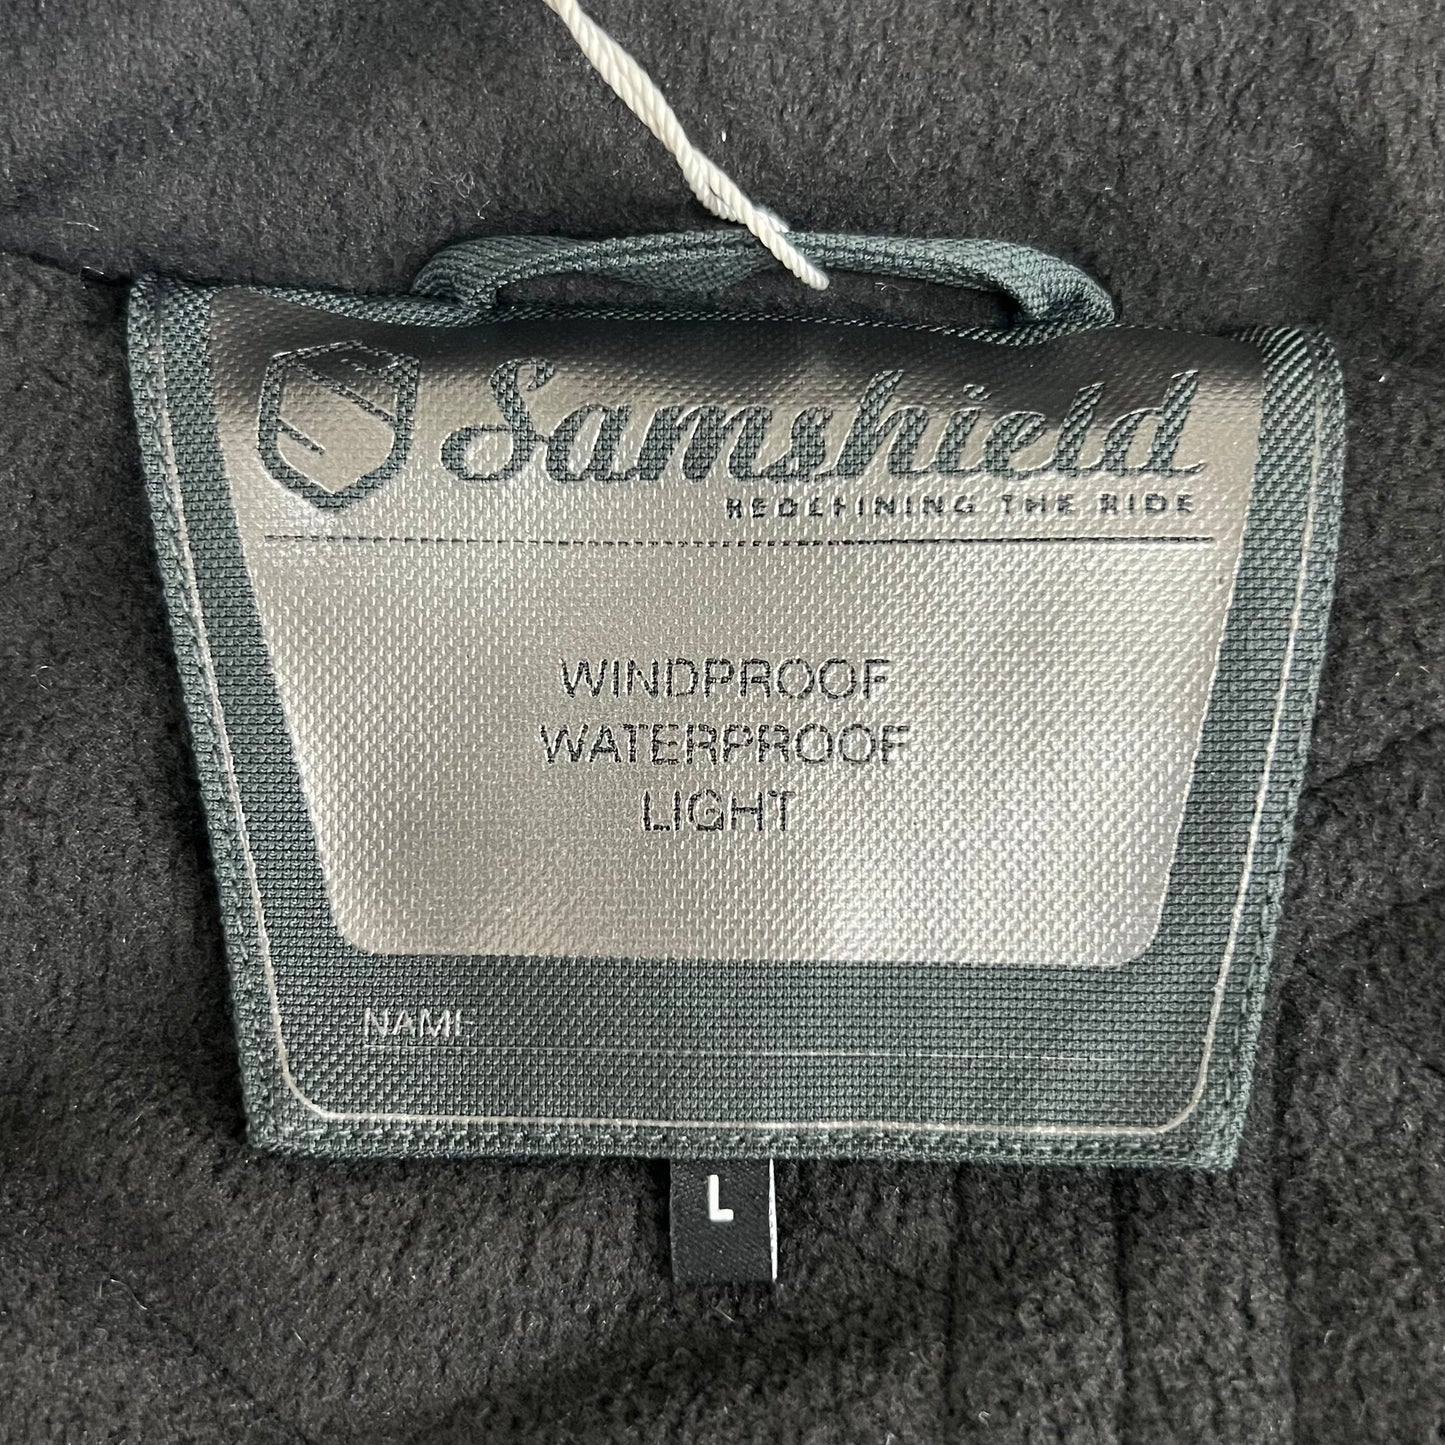 Samshield
REDEFINING THE RIDE
WINDPROOF
WATERPROOF
LIGHT
NAME
L